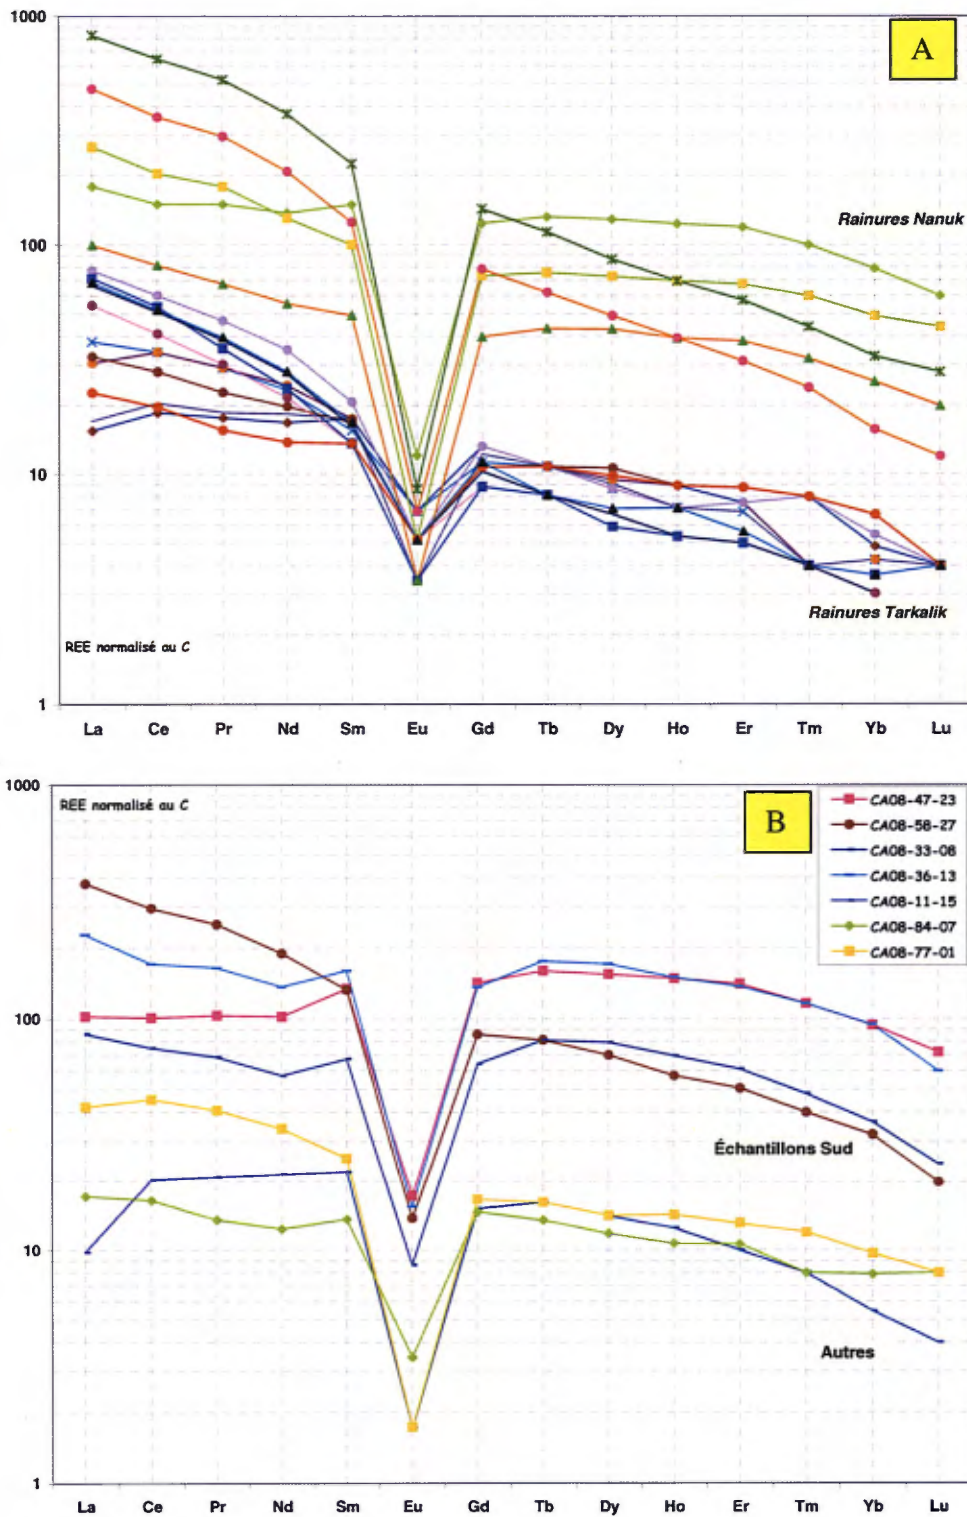 1000
A
Rainures Nanuk
100
10
Rainures Tarkalik
REE normalisé au C
1
La Ce Pr Nd Sm Eu Gd Tb Dy Ho Er Tm Yb Lu
1000
REE normalisé au C
B
CA08-47-23
CA08-58-27
CA08-33-08
CA08-36-13
CA08-11-15
CA08-84-07
CA08-77-01
100
Échantillons Sud
10
Autres
1
La Ce Pr Nd Sm Eu Gd Tb Dy Ho Er Tm Yb Lu